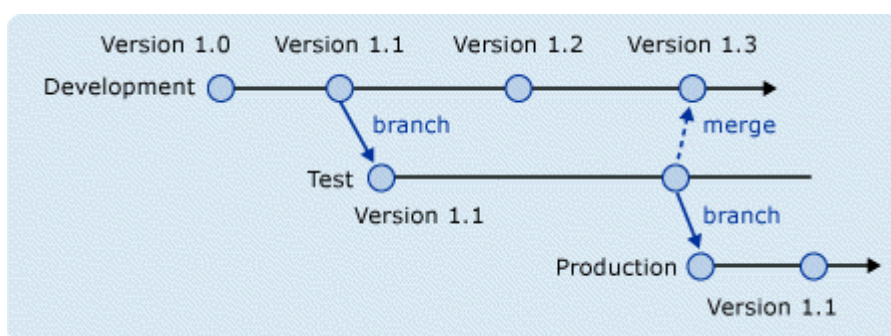 Version 1.0 Version 1.1 Version 1.2 Version 1.3
Development
branch merge
Test
Version 1.1 branch
Production
Version 1.1